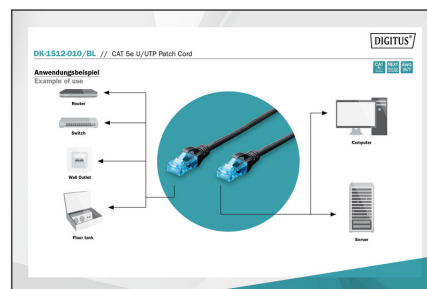 DIGITUS®
DK-1512-010/BL // CAT 5e U/UTP Patch Cord
Anwendungsbeispiel
Example of use
Router
Switch
Wall Outlet
Floor tank
Computer
Server